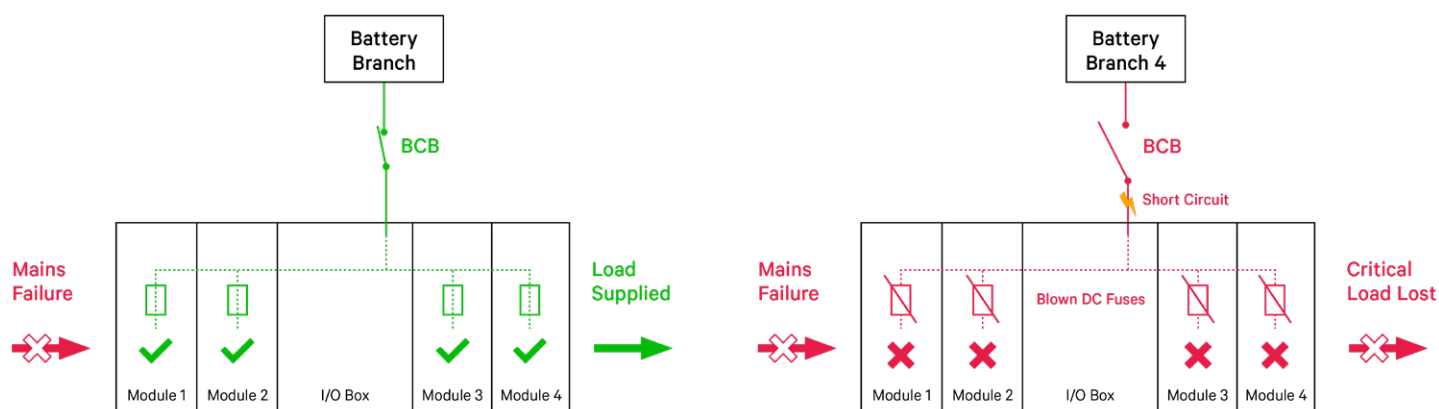 Battery
Branch
BCB
Mains
Failure
Load
Supplied
Module 1
Module 2
I/O Box
Module 3
Module 4
Battery
Branch 4
BCB
Short Circuit
Mains
Failure
Blown DC Fuses
Critical
Load Lost
Module 1
Module 2
I/O Box
Module 3
Module 4